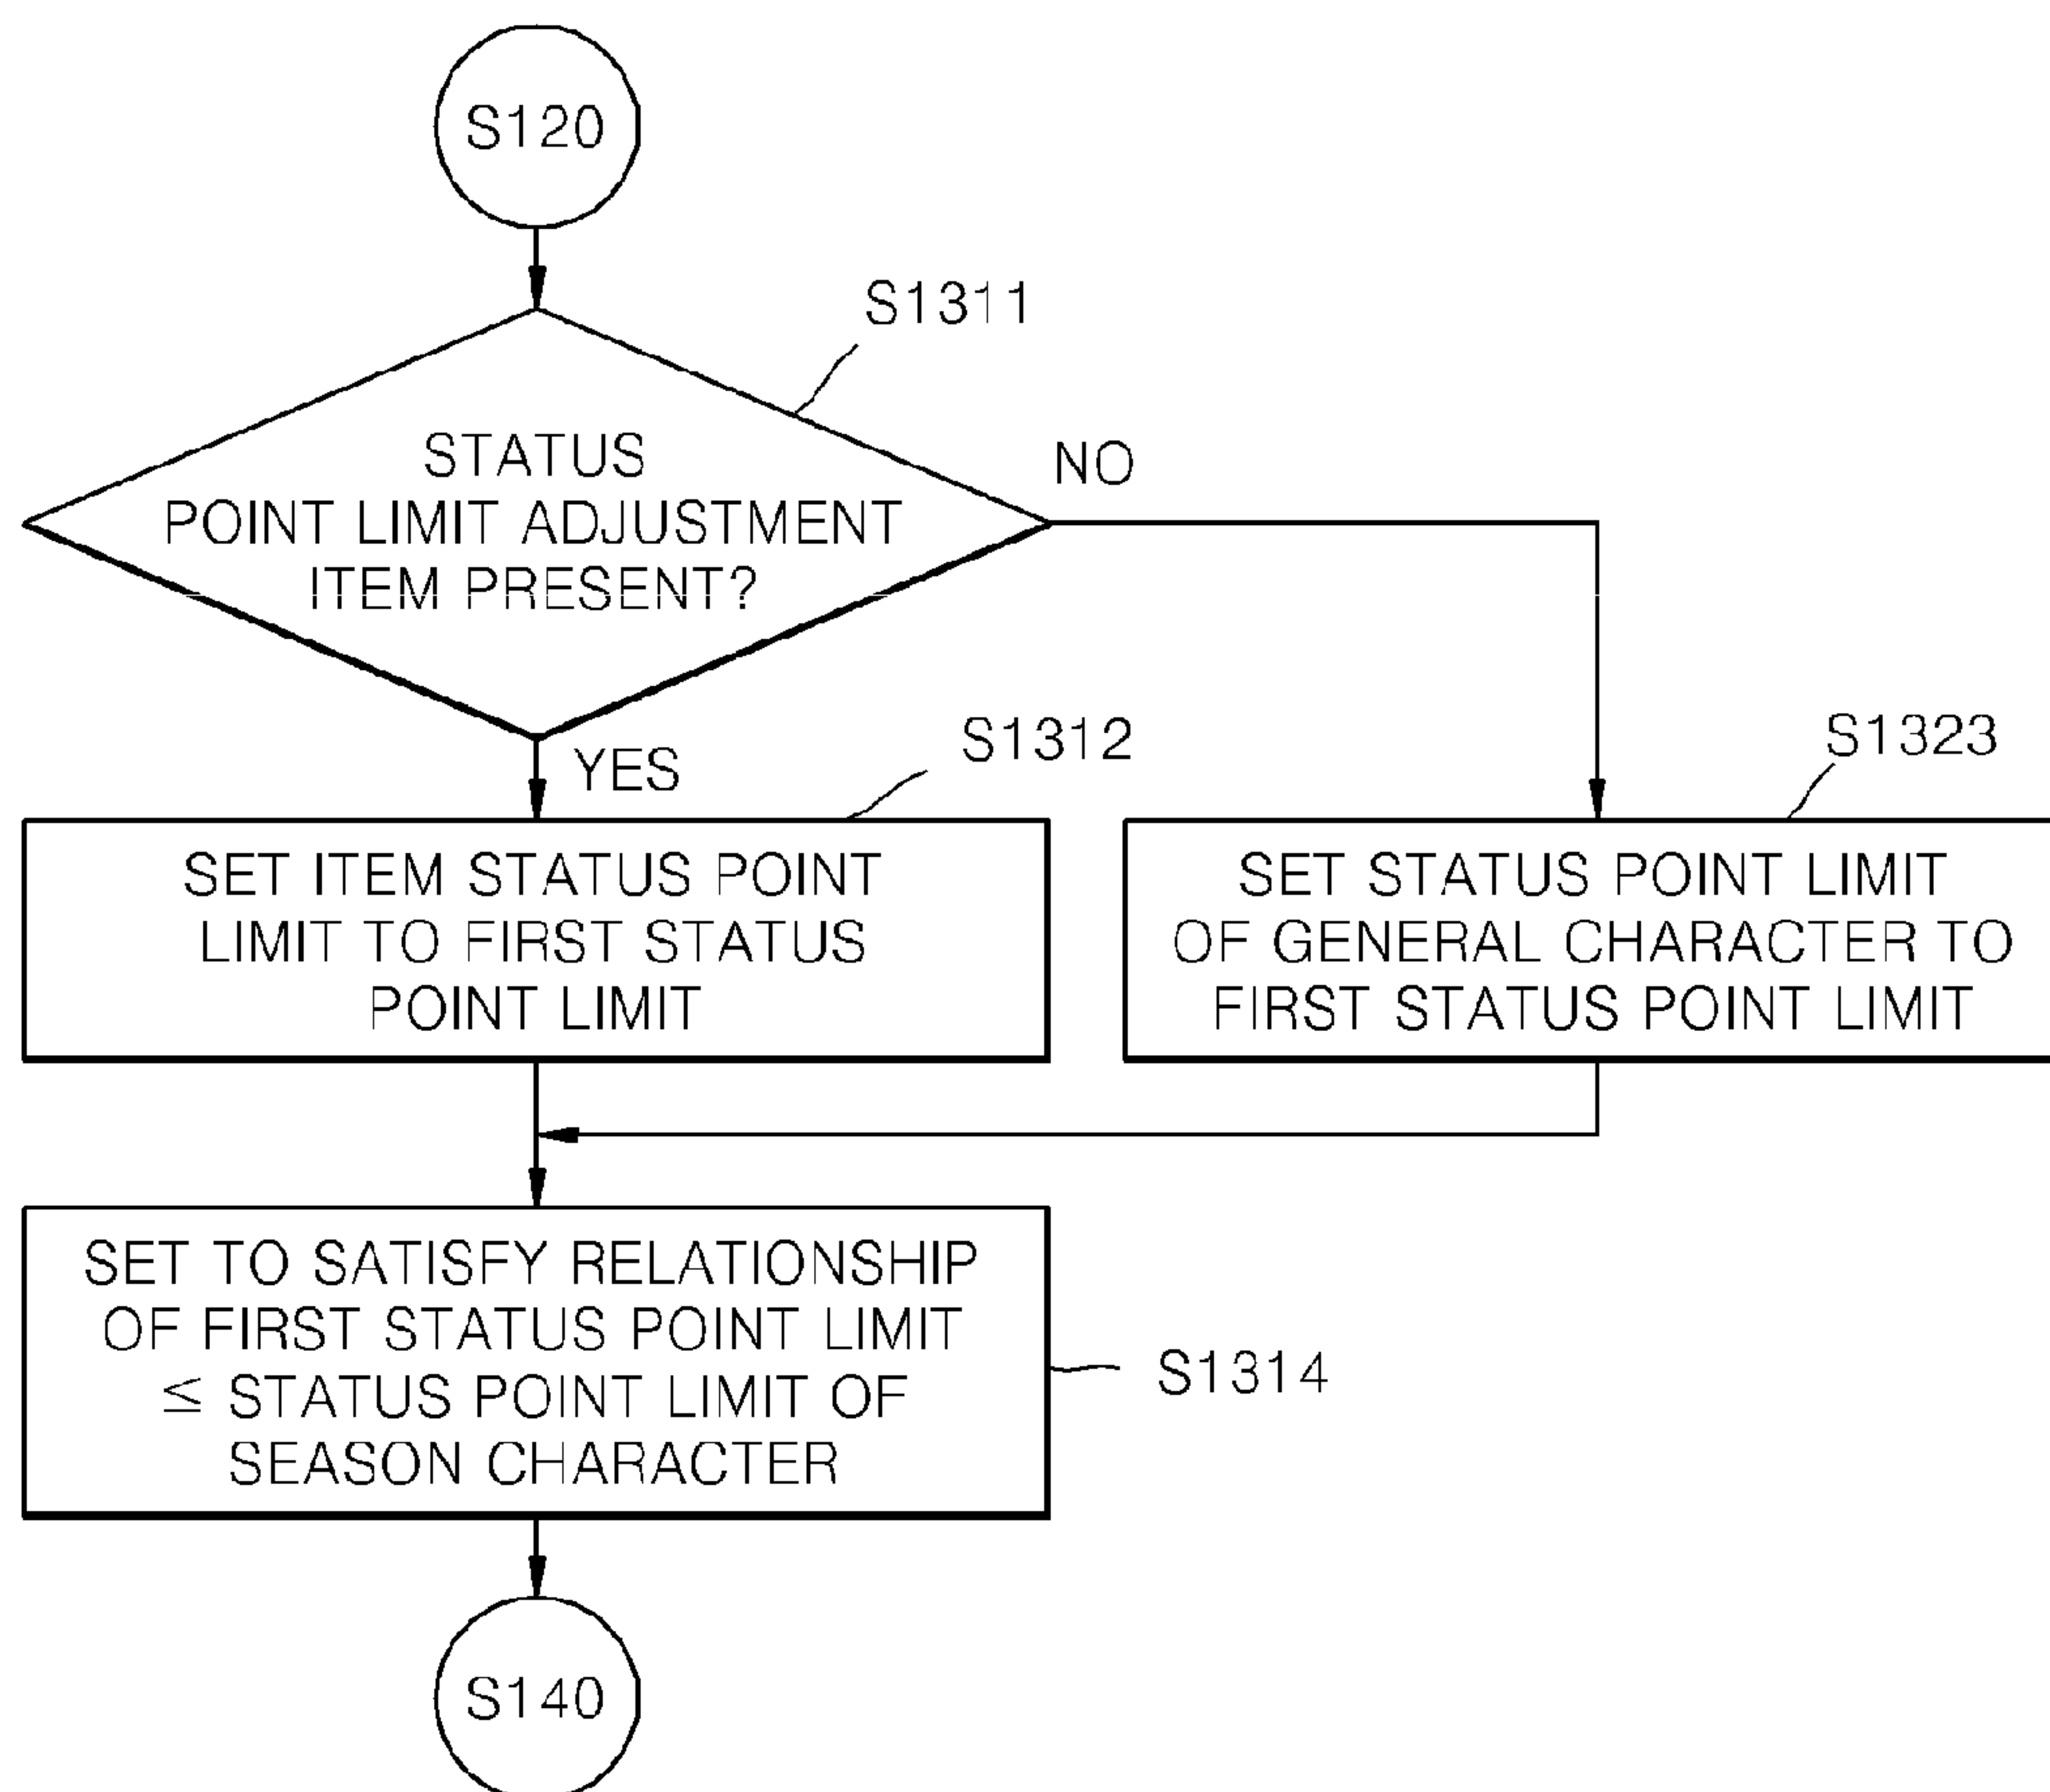 S120
S1311
STATUS
POINT LIMIT ADJUSTMENT
ITEM PRESENT?
NO
YES
S1312
S1323
SET ITEM STATUS POINT
LIMIT TO FIRST STATUS
POINT LIMIT
SET STATUS POINT LIMIT
OF GENERAL CHARACTER TO
FIRST STATUS POINT LIMIT
SET TO SATISFY RELATIONSHIP
OF FIRST STATUS POINT LIMIT
≤ STATUS POINT LIMIT OF
SEASON CHARACTER
S1314
S140